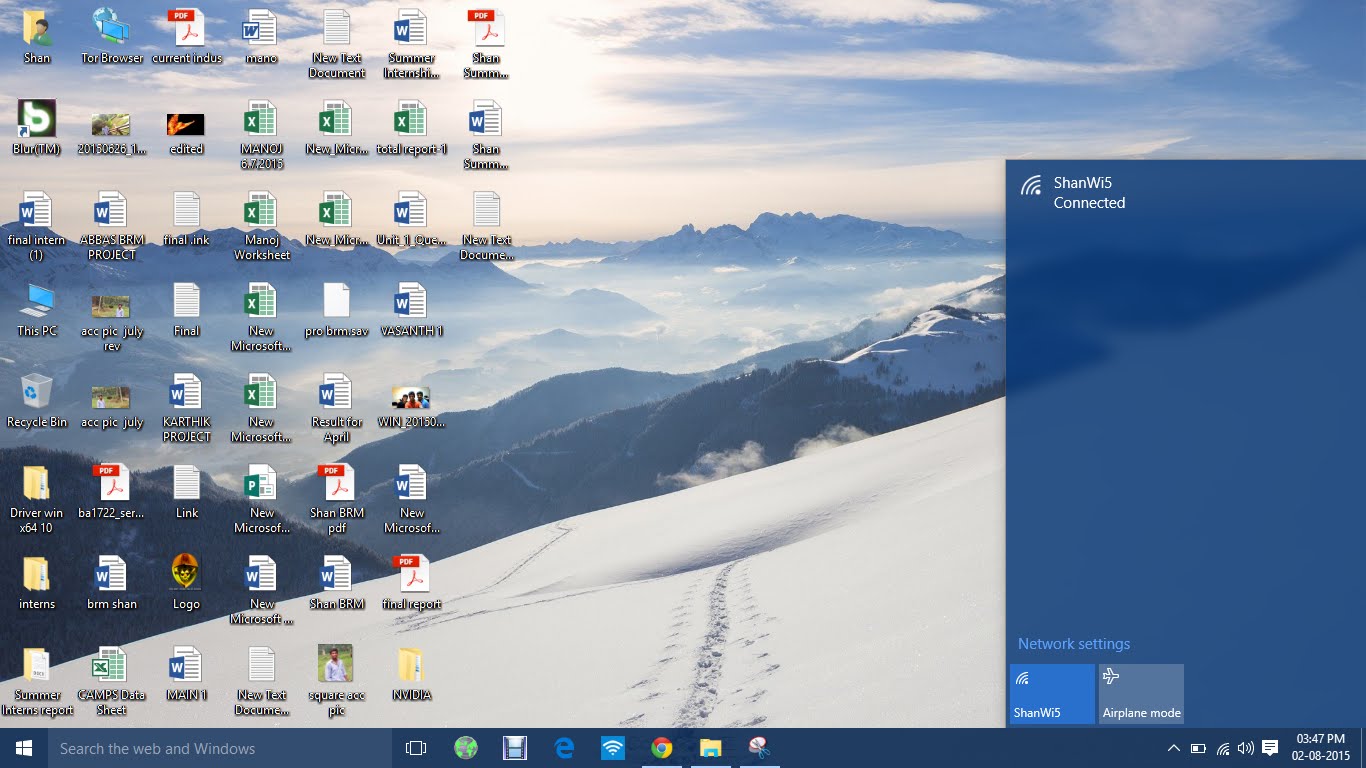 Shan
Tor Browser
current indus
mano
New Text
Document
Summer
Internshi...
Shan
Summ...
Blur(TM)
20150626_1...
edited
MANOJ
6.7.2015
New_Micr...
total report-1
Shan
Summ...
final intern
(1)
ABBAS BRM
PROJECT
final .ink
Manoj
Worksheet
New_Micr...
Unit_1_Que...
New Text
Docume...
This PC
acc pic july
rev
Final
New
Microsoft...
pro brm.sav
VASANTH 1
Recycle Bin
acc pic july
KARTHIK
PROJECT
New
Microsoft...
Result for
April
WIN_20150...
Driver win
x64 10
ba1722_ser...
Link
New
Microsof...
Shan BRM
pdf
New
Microsof...
interns
brm shan
Logo
New
Microsoft ...
Shan BRM
final report
Summer
Interns report
CAMPS Data
Sheet
MAIN 1
New Text
Docume...
square acc
pic
NVIDIA
ShanWi5
Connected
Network settings
ShanWi5
Airplane mode
Search the web and Windows
03:47 PM
02-08-2015